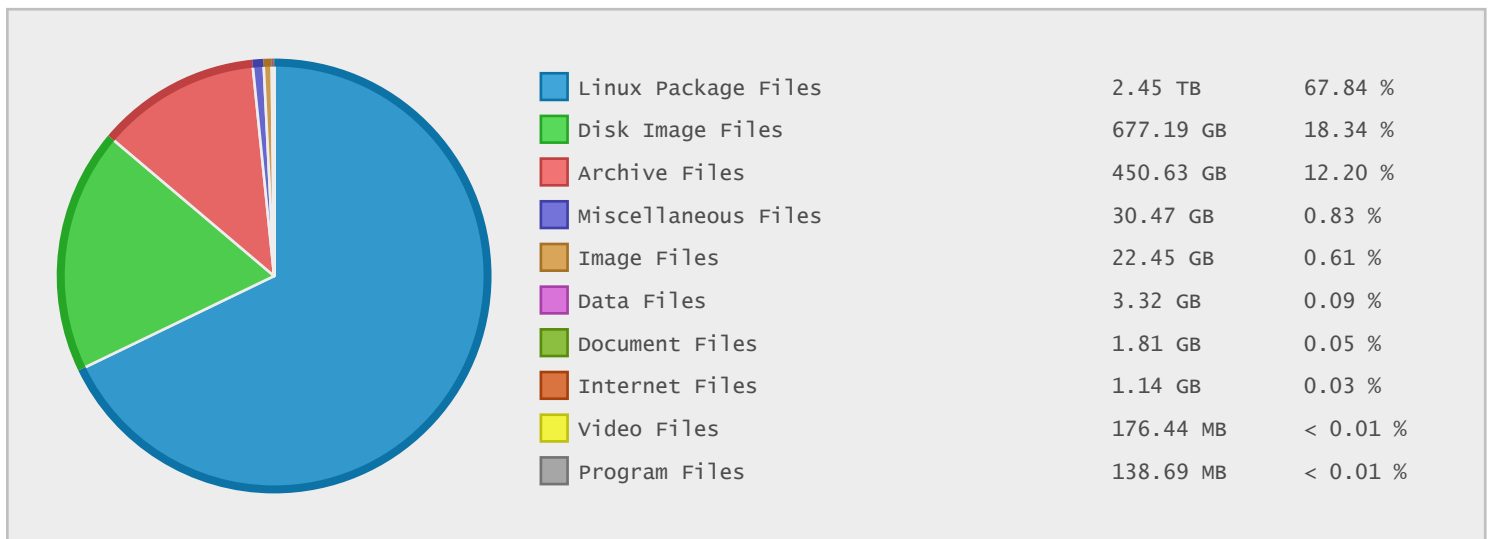 Linux Package Files 2.45 TB 67.84 %
Disk Image Files 677.19 GB 18.34 %
Archive Files 450.63 GB 12.20 %
Miscellaneous Files 30.47 GB 0.83 %
Image Files 22.45 GB 0.61 %
Data Files 3.32 GB 0.09 %
Document Files 1.81 GB 0.05 %
Internet Files 1.14 GB 0.03 %
Video Files 176.44 MB < 0.01 %
Program Files 138.69 MB < 0.01 %